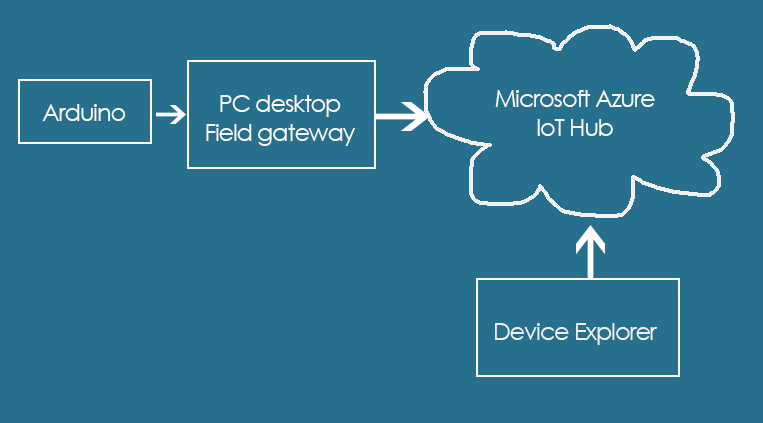 Arduino
PC desktop
Field gateway
Microsoft Azure
IoT Hub
Device Explorer